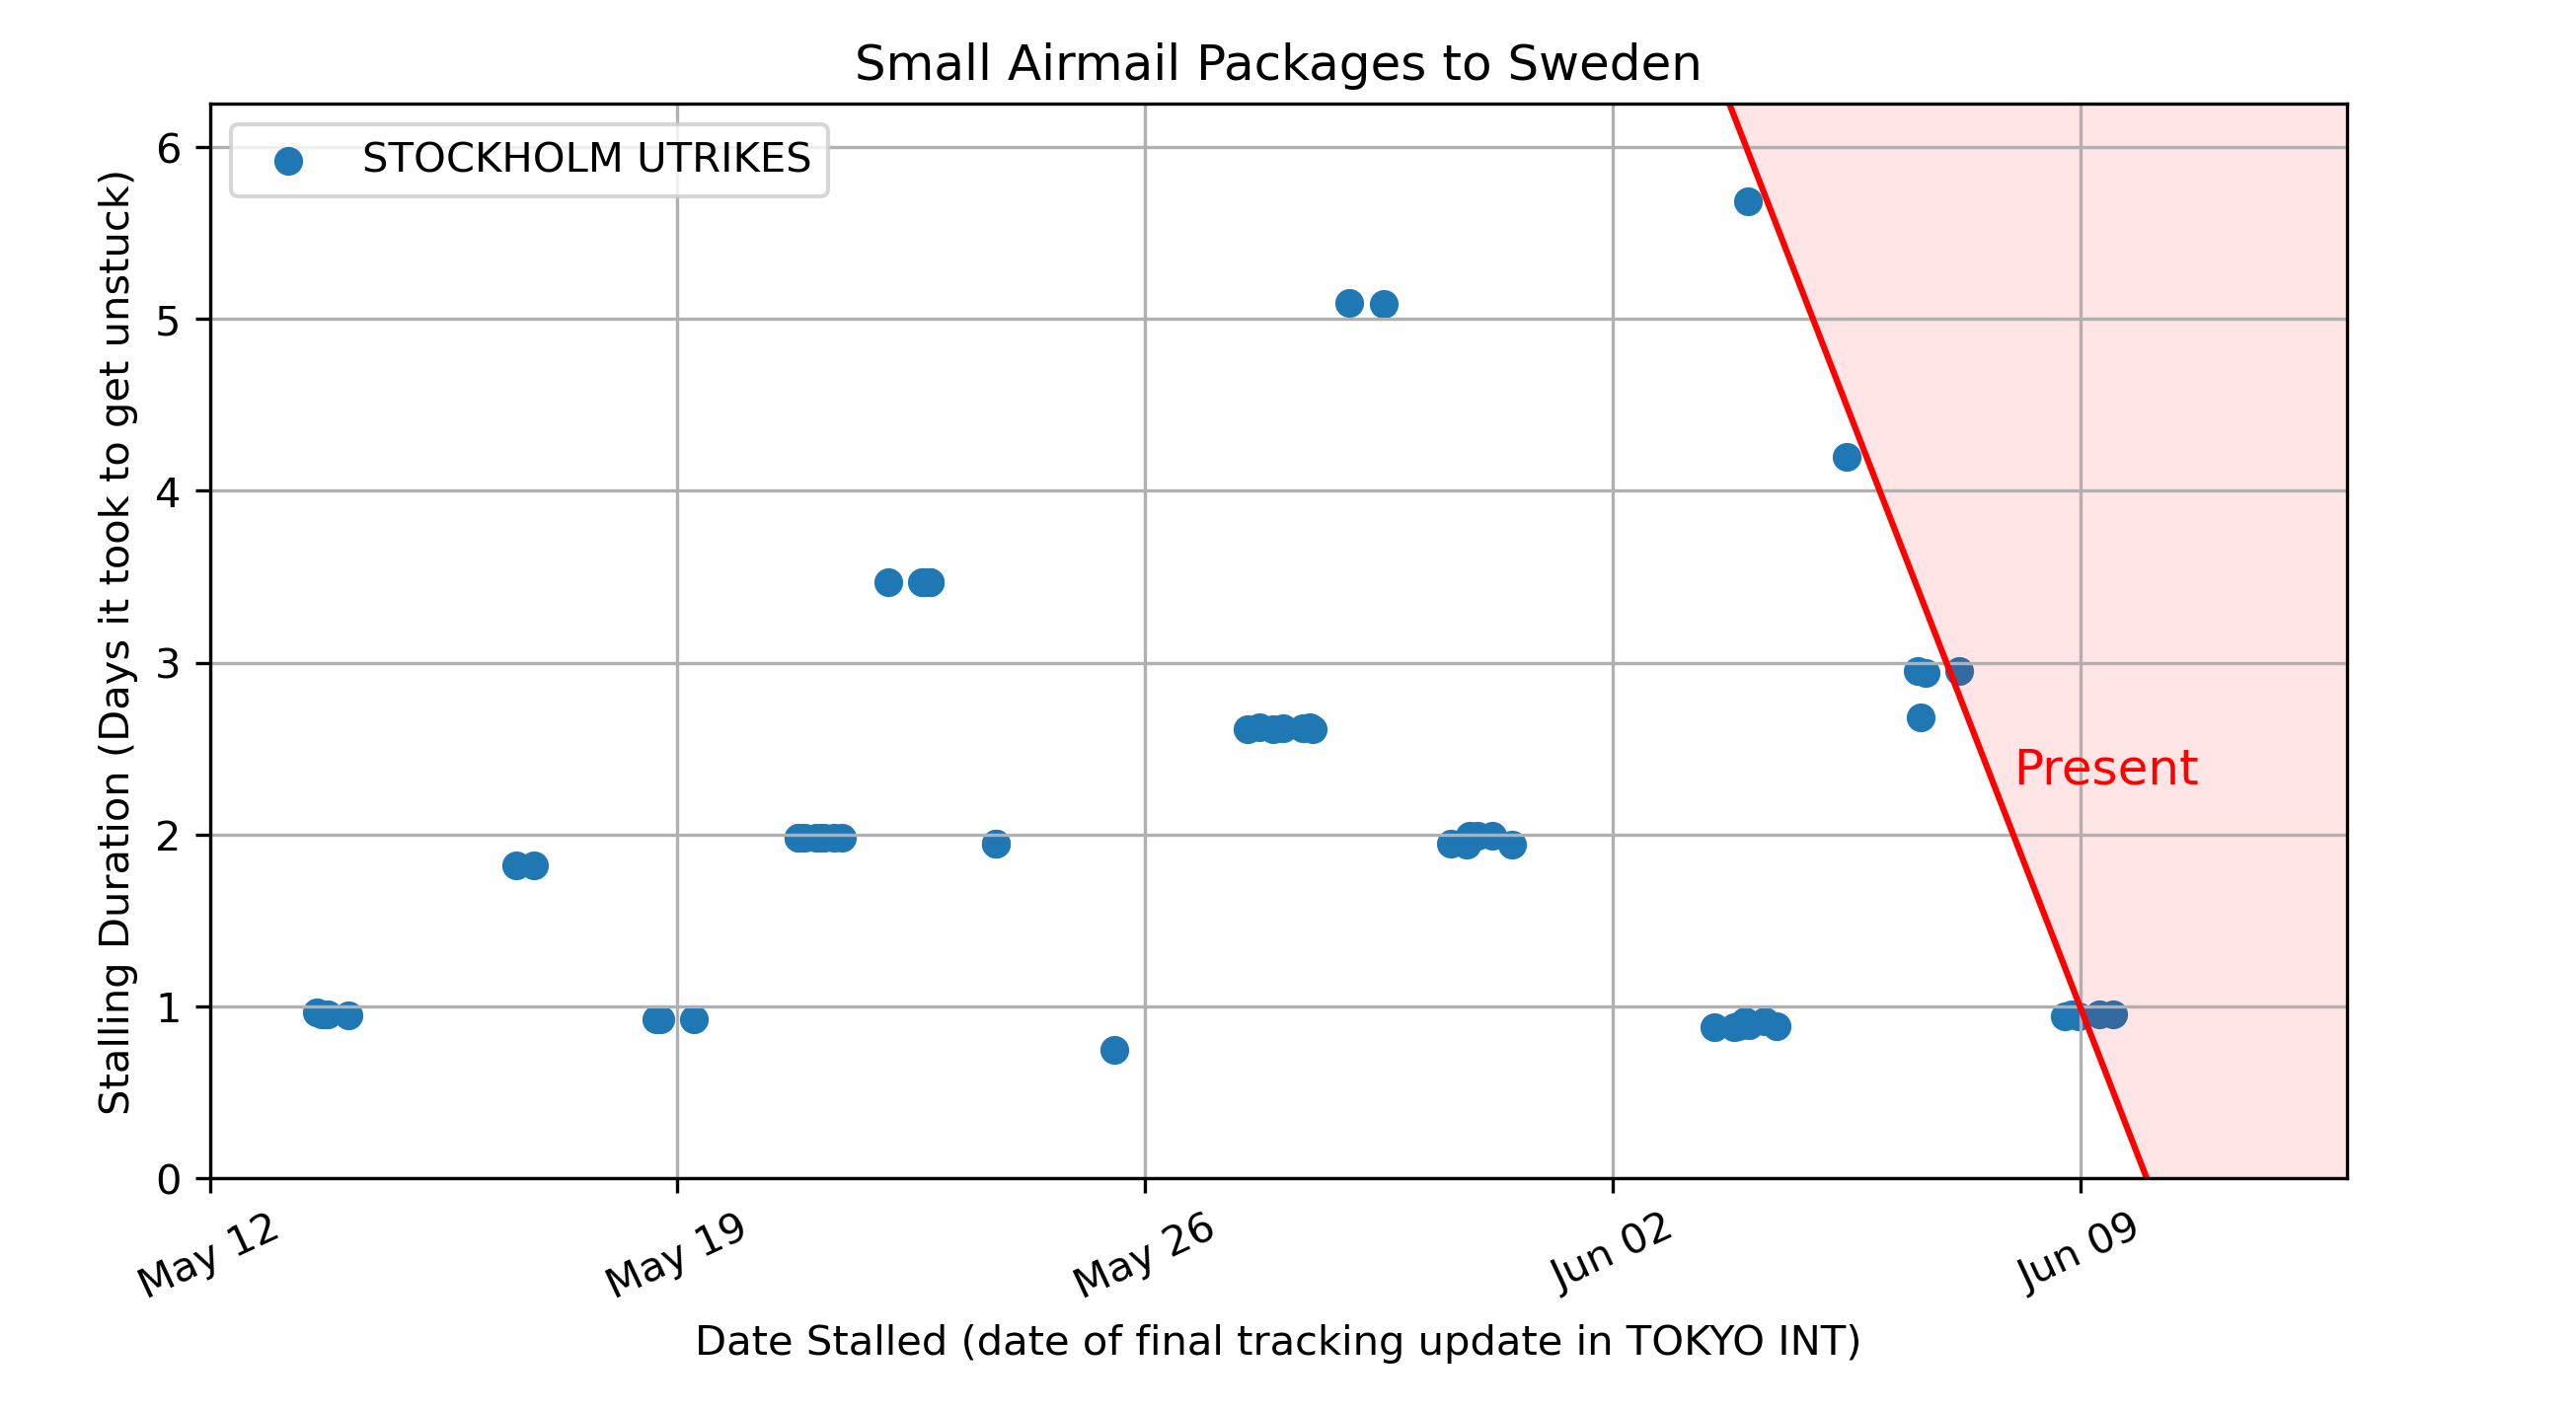 Small Airmail Packages to Sweden
STOCKHOLM UTRIKES
Stalling Duration (Days it took to get unstuck)
6
5
4
3
2
1
0
Present
May 12
May 19
May 26
Jun 02
Jun 09
Date Stalled (date of final tracking update in TOKYO INT)